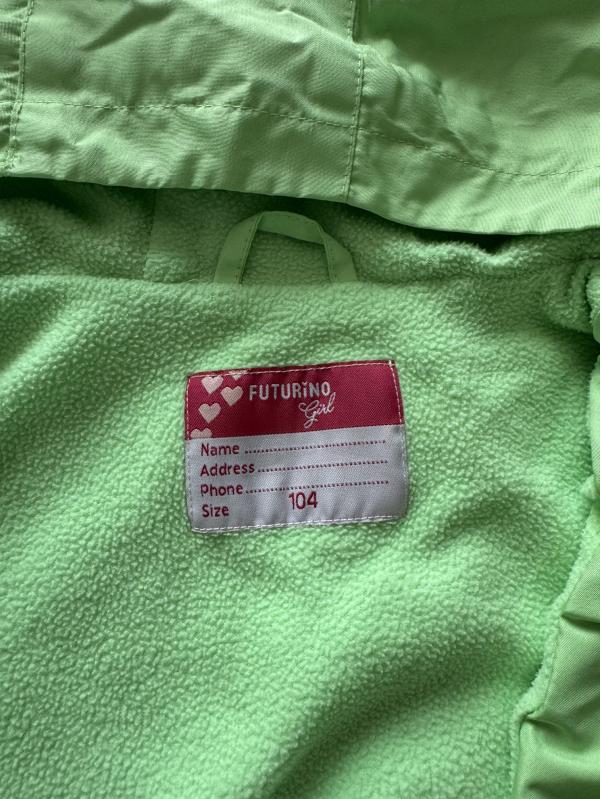 FUTURiNO
Girl
Name ........................................
Address ....................................
Phone .......................................
Size 104